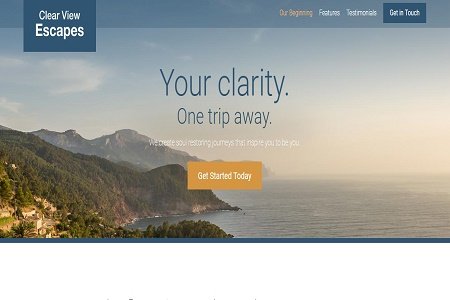 Clear View
Escapes
Our Beginning Features Testimonials Get in Touch
Your clarity.
One trip away.
We create soul restoring journeys that inspire you to be you.
Get Started Today